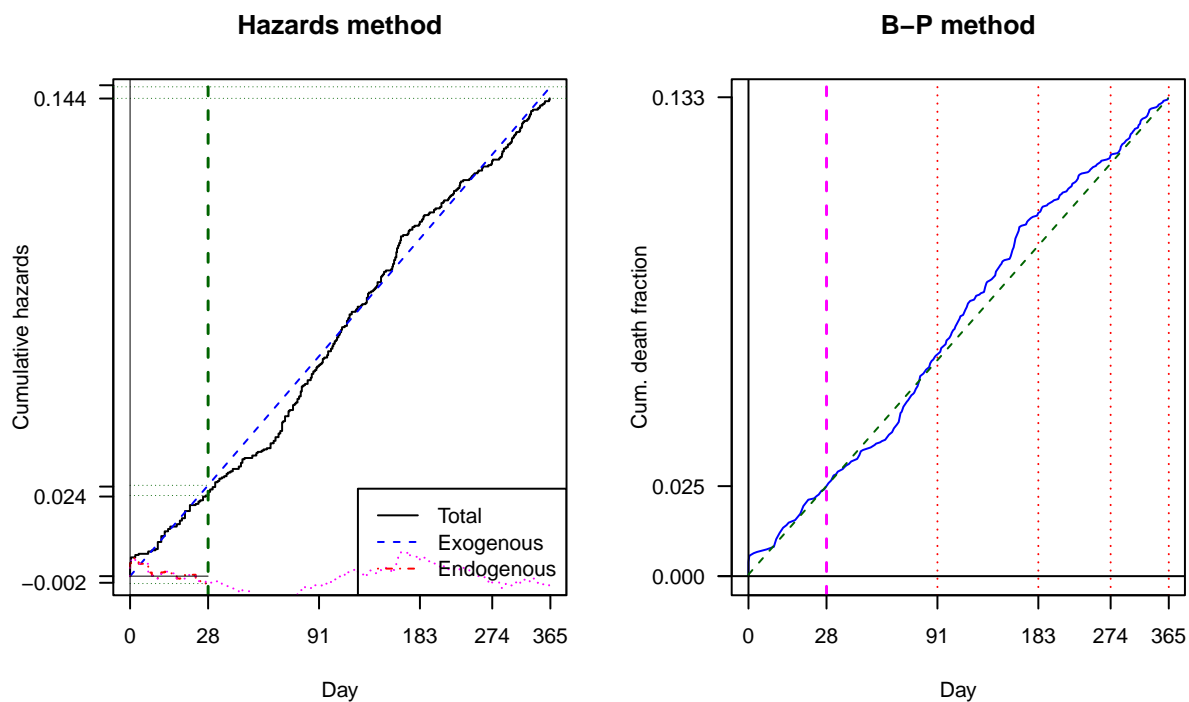 Hazards method
0.144
0.024
−0.002
Cumulative hazards
Total
Exogenous
Endogenous
0 28 91 183 274 365
Day
B−P method
0.133
0.025
0.000
Cum. death fraction
0 28 91 183 274 365
Day